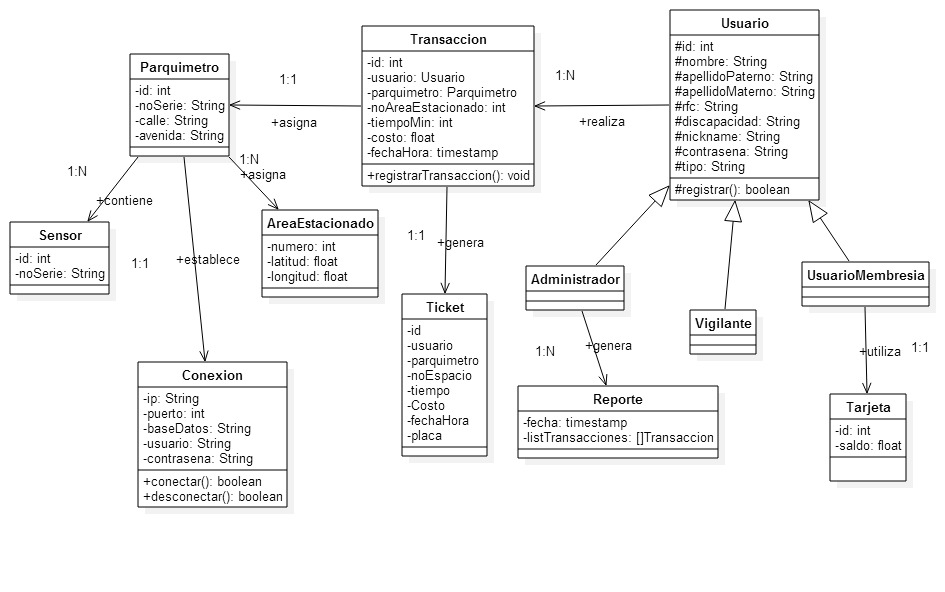 Usuario
#id: int
#nombre: String
#apellidoPaterno: String
#apellidoMaterno: String
#rfc: String
#discapacidad: String
#nickname: String
#contrasena: String
#tipo: String
#registrar(): boolean
Transaccion
-id: int
-usuario: Usuario
-parquimetro: Parquimetro
-noAreaEstacionado: int
-tiempoMin: int
-costo: float
-fechaHora: timestamp
+registrarTransaccion(): void
Parquimetro
-id: int
-noSerie: String
-calle: String
-avenida: String
1:1
+asigna
1:N
+realiza
1:N
+contiene
1:N
+asigna
Sensor
-id: int
-noSerie: String
1:1
+establece
AreaEstacionado
-numero: int
-latitud: float
-longitud: float
1:1
+genera
Administrador
Vigilante
UsuarioMembresia
Ticket
-id
-usuario
-parquimetro
-noEspacio
-tiempo
-Costo
-fechaHora
-placa
1:N
+genera
+utiliza
1:1
Conexion
-ip: String
-puerto: int
-baseDatos: String
-usuario: String
-contrasena: String
+conectar(): boolean
+desconectar(): boolean
Reporte
-fecha: timestamp
-listTransacciones: []Transaccion
Tarjeta
-id: int
-saldo: float